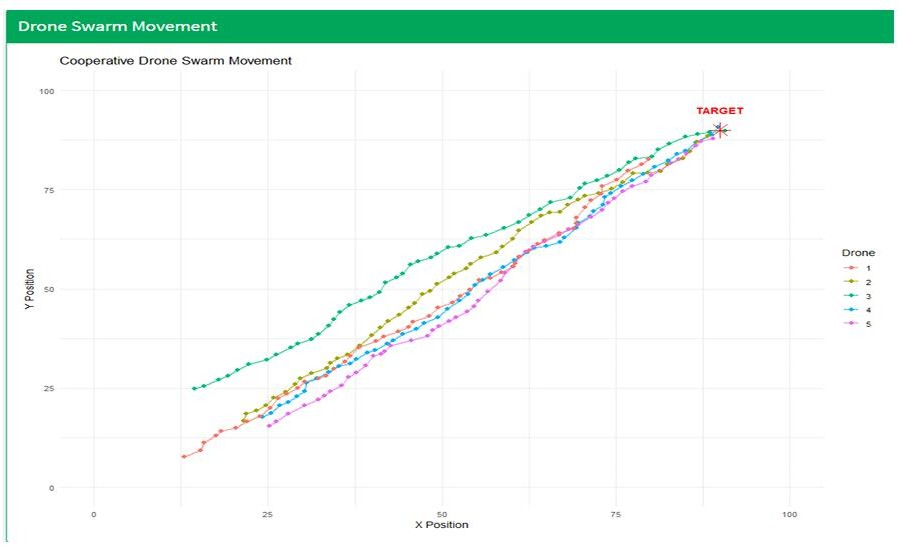 Drone Swarm Movement
Cooperative Drone Swarm Movement
TARGET
100
75
50
25
0
Y Position
0 25 50 75 100
X Position
Drone
1
2
3
4
5